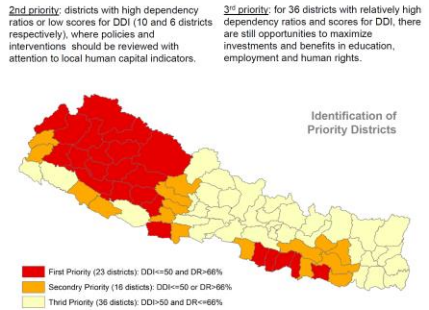 2nd priority: districts with high dependency
ratios or low scores for DDI (10 and 6 districts
respectively), where policies and
interventions should be reviewed with
attention to local human capital indicators.
3rd priority: for 36 districts with relatively high
dependency ratios and scores for DDI, there
are still opportunities to maximize
investments and benefits in education,
employment and human rights.
Identification of
Priority Districts
First Priority (23 districts): DDI<=50 and DR>66%
Secondry Priority (16 districts): DDI<=50 or DR>66%
Thrid Priority (36 districts): DDI>50 and DR<=66%